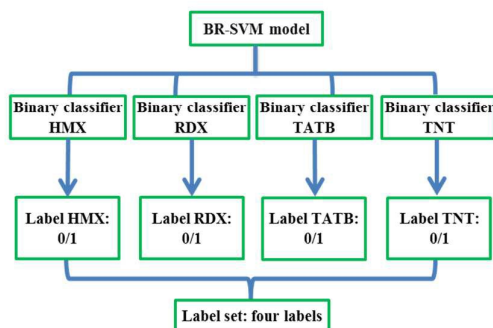 BR-SVM model
Binary classifier
HMX
Binary classifier
RDX
Binary classifier
TATB
Binary classifier
TNT
Label HMX:
0/1
Label RDX:
0/1
Label TATB:
0/1
Label TNT:
0/1
Label set: four labels